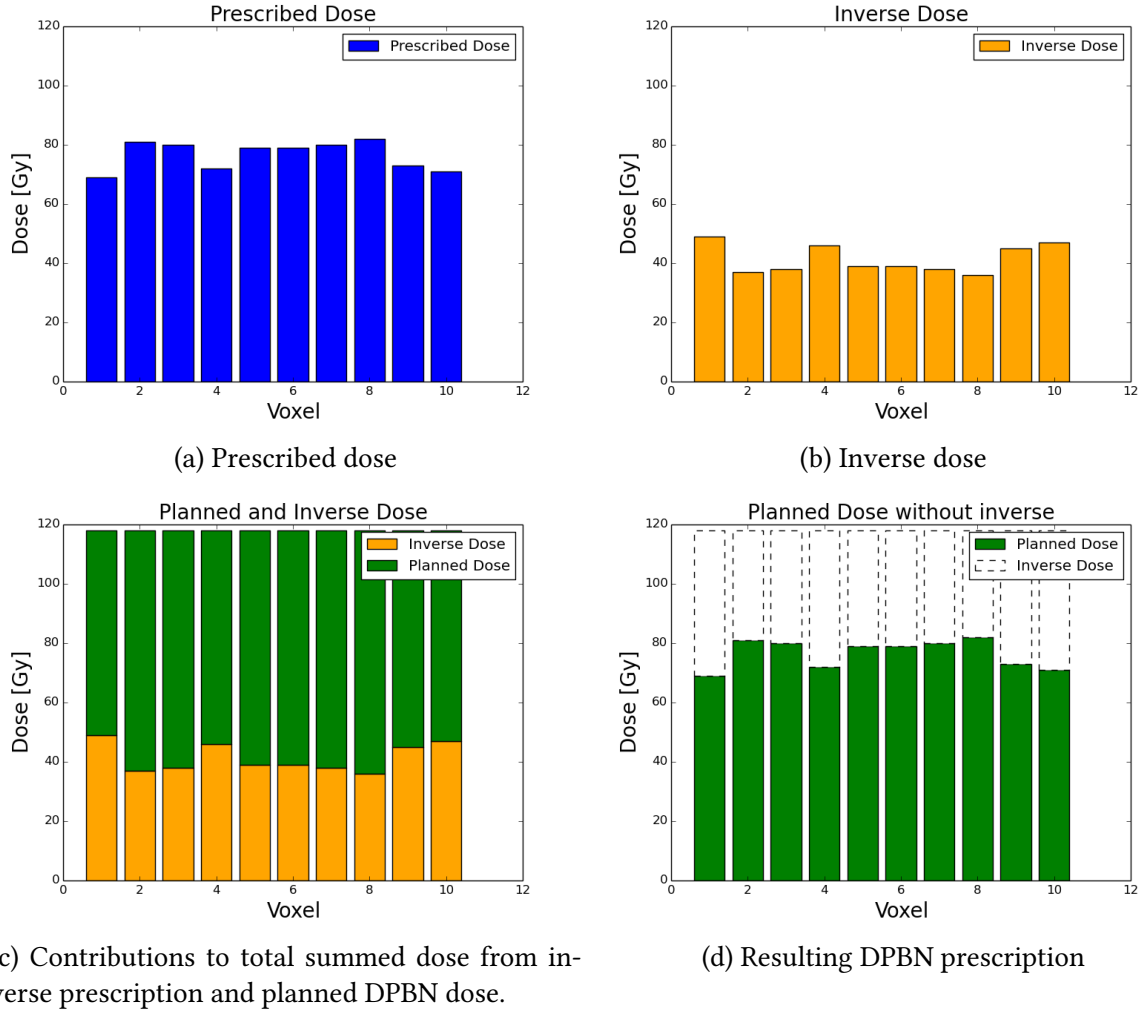 Prescribed Dose
120
100
80
60
40
20
0
Dose [Gy]
Prescribed Dose
0 2 4 6 8 10 12
Voxel
(a) Prescribed dose
Inverse Dose
120
100
80
60
40
20
0
Dose [Gy]
Inverse Dose
0 2 4 6 8 10 12
Voxel
(b) Inverse dose
Planned and Inverse Dose
120
100
80
60
40
20
0
Dose [Gy]
Inverse Dose
Planned Dose
0 2 4 6 8 10 12
Voxel
c) Contributions to total summed dose from in-
verse prescription and planned DPBN dose.
Planned Dose without inverse
120
100
80
60
40
20
0
Dose [Gy]
Planned Dose
Inverse Dose
0 2 4 6 8 10 12
Voxel
(d) Resulting DPBN prescription